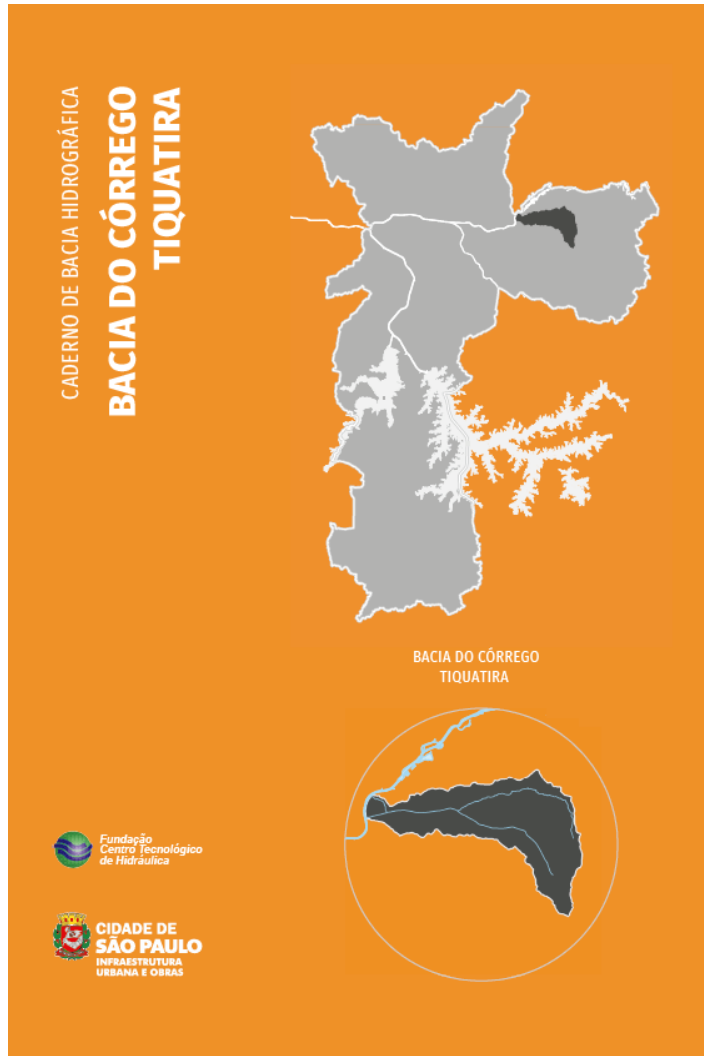 CADERNO DE BACIA HIDROGRÁFICA
BACIA DO CÓRREGO
TIQUATIRA
BACIA DO CÓRREGO
TIQUATIRA
Fundação
Centro Tecnológico
de Hidráulica
CIDADE DE
SÃO PAULO
INFRAESTRUTURA
URBANA E OBRAS